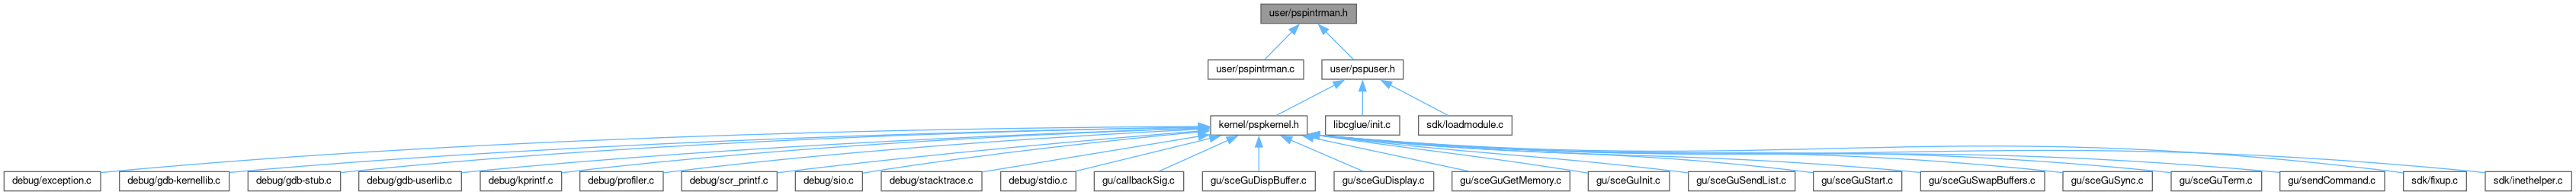 user/pspintrman.h
user/pspintrman.c
user/pspuser.h
kernel/pspkernel.h
libcglue/init.c
sdk/loadmodule.c
debug/exception.c
debug/gdb-kernellib.c
debug/gdb-stub.c
debug/gdb-userlib.c
debug/kprintf.c
debug/profiler.c
debug/scr_printf.c
debug/sio.c
debug/stacktrace.c
debug/stdio.c
gu/callbackSig.c
gu/sceGuDispBuffer.c
gu/sceGuDisplay.c
gu/sceGuGetMemory.c
gu/sceGuInit.c
gu/sceGuSendList.c
gu/sceGuStart.c
gu/sceGuSwapBuffers.c
gu/sceGuSync.c
gu/sceGuTerm.c
gu/sendCommand.c
sdk/fixup.c
sdk/inethelper.c